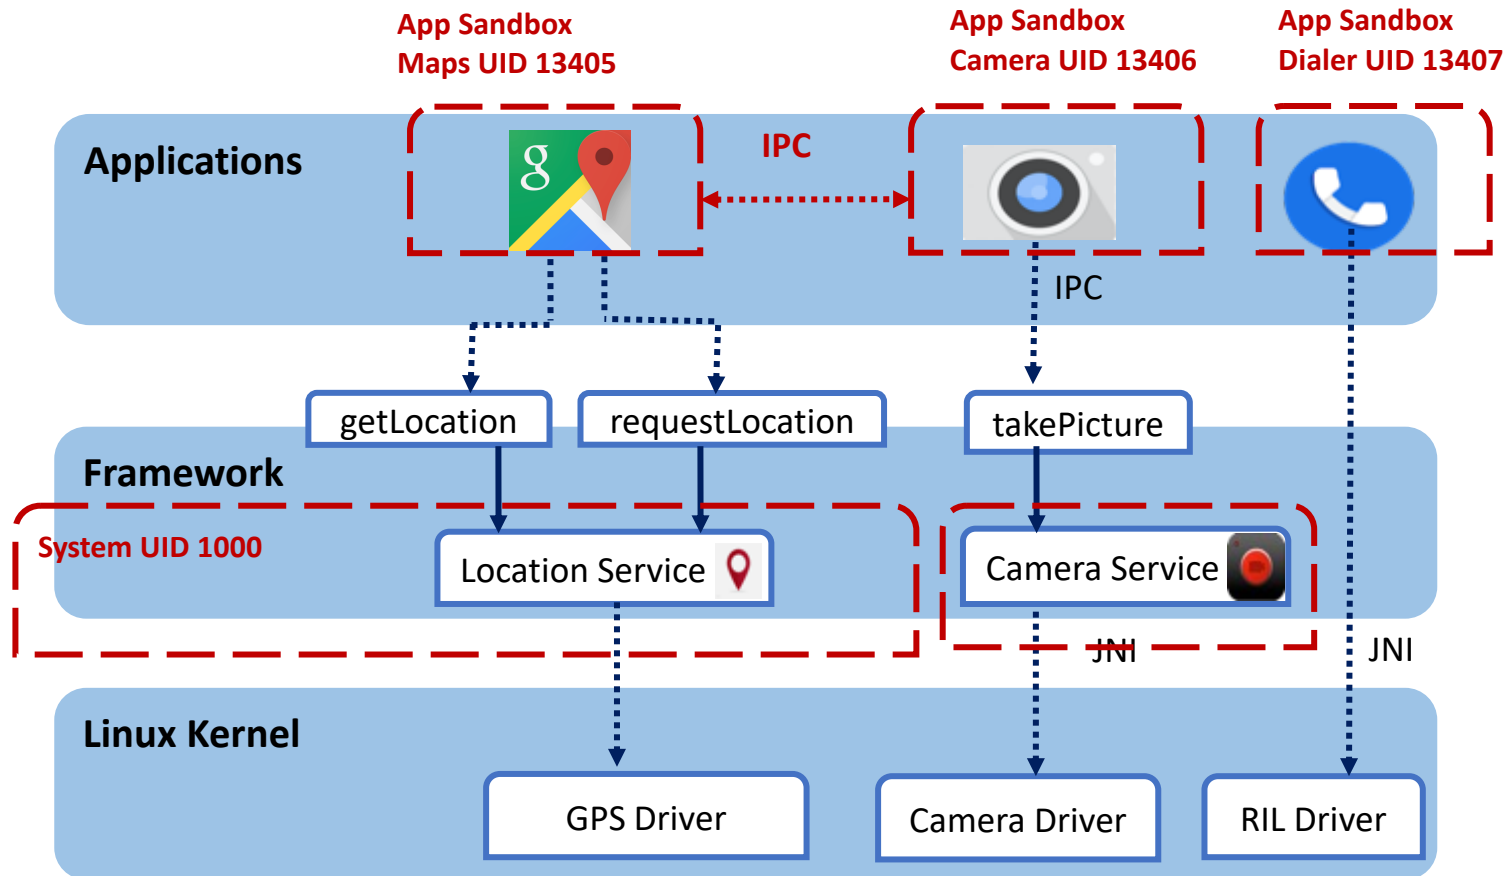 App Sandbox
Maps UID 13405
App Sandbox
Camera UID 13406
App Sandbox
Dialer UID 13407
Applications
g
IPC
IPC
getLocation
requestLocation
takePicture
Framework
System UID 1000
Location Service
Camera Service
JNI
JNI
Linux Kernel
GPS Driver
Camera Driver
RIL Driver